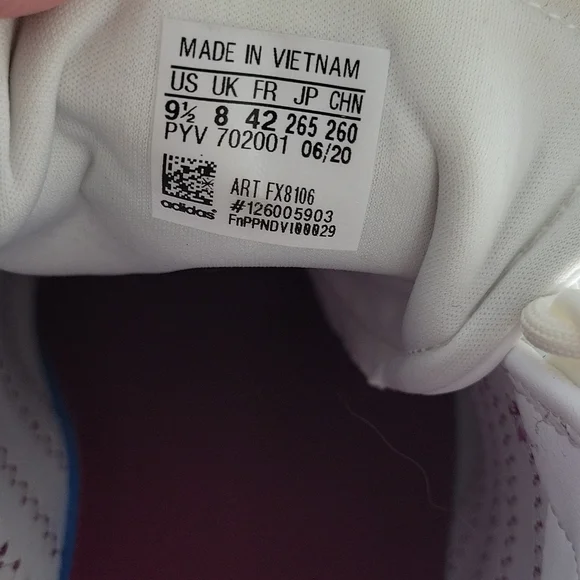 MADE IN VIETNAM
US UK FR JP CHN
9½ 8 42 265 260
PYV 702001 06/20
ART FX8106
adidas #126005903
FnPPNDVI00029